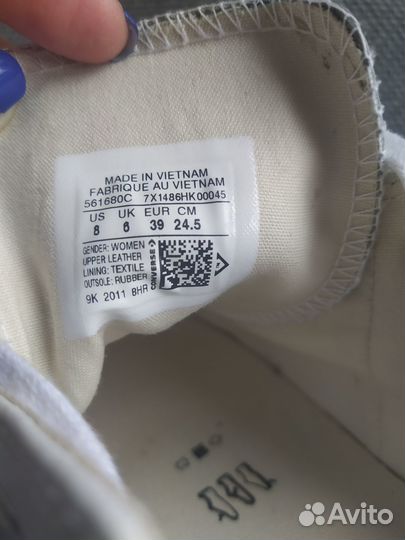 MADE IN VIETNAM
FABRIQUE AU VIETNAM
561680C 7X1486HK00045
US UK EUR CM
8 6 39 24.5
GENDER: WOMEN
UPPER LEATHER
LINING: TEXTILE
OUTSOLE: RUBBER
9K 2011 8HR
CONVERSE
Avito